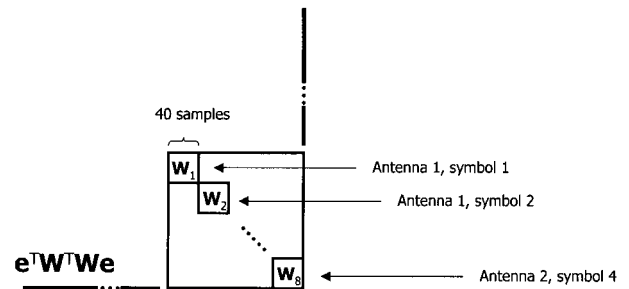 40 samples
W₁ Antenna 1, symbol 1
W₂ Antenna 1, symbol 2
eᵀWᵀWe
W₈ Antenna 2, symbol 4